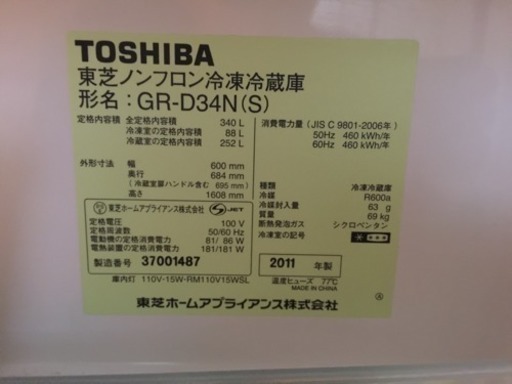 TOSHIBA
東芝ノンフロン冷凍冷蔵庫
形名：GR-D34N(S)
定格内容積 全定格内容積 340 L
冷凍室の定格内容積 88 L
冷蔵室の定格内容積 252 L
外形寸法 幅 600 mm
奥行 684 mm
(冷蔵室扉ハンドル含む 695 mm)
高さ 1608 mm
東芝ホームアプライアンス株式会社 JET
定格電圧 100 V
定格周波数 50/60 Hz
電動機の定格消費電力 81/ 86 W
電熱装置の定格消費電力 181/181 W
製造番号 37001487
庫内灯 110V-15W-RM110V15WSL
消費電力量 (JIS C 9801-2006年)
50Hz 460 kWh/年
60Hz 460 kWh/年
種類 冷凍冷蔵庫
冷媒 R600a
冷媒封入量 63 g
質量 69 kg
断熱発泡ガス シクロペンタン
冷凍室の記号
2011 年製
温度ヒューズ 77℃
MADE IN CHINA
東芝ホームアプライアンス株式会社
Ⓐ